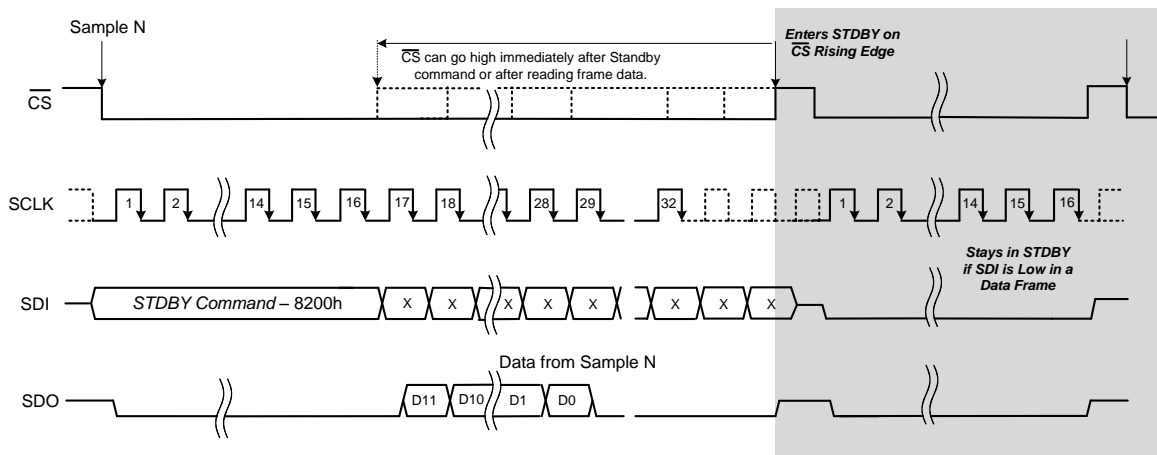 Sample N
CS can go high immediately after Standby
command or after reading frame data.
Enters STDBY on
CS Rising Edge
CS
SCLK
1 2 14 15 16 17 18 28 29 32 1 2 14 15 16
Stays in STDBY
if SDI is Low in a
Data Frame
SDI
STDBY Command – 8200h X X X X X X X X
Data from Sample N
SDO
D11 D10 D1 D0